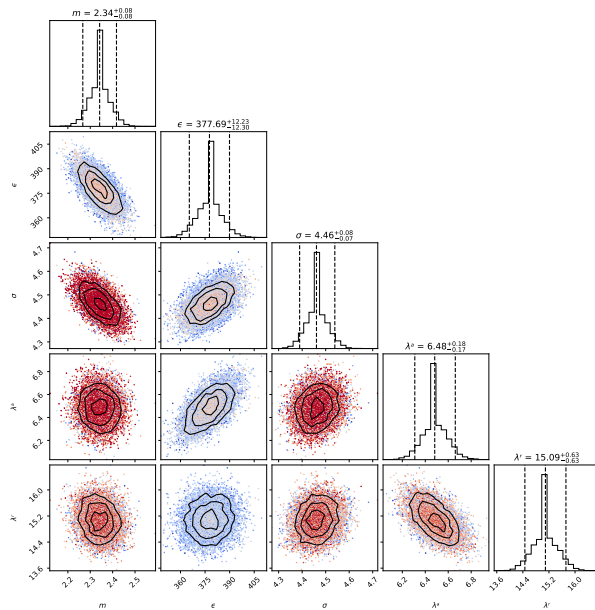 m = 2.34+0.08 −0.08
ϵ = 377.69+12.23 −12.30
405
390
375
360
ϵ
σ = 4.46+0.08 −0.07
4.7
4.6
4.5
4.4
4.3
σ
λᵃ = 6.48+0.18 −0.17
6.8
6.6
6.4
6.2
λᵃ
λʳ = 15.09+0.63 −0.63
16.0
15.2
14.4
13.6
λʳ
2.2 2.3 2.4 2.5
360 375 390 405
4.3 4.4 4.5 4.6 4.7
6.2 6.4 6.6 6.8
13.6 14.4 15.2 16.0
m ϵ σ λᵃ λʳ